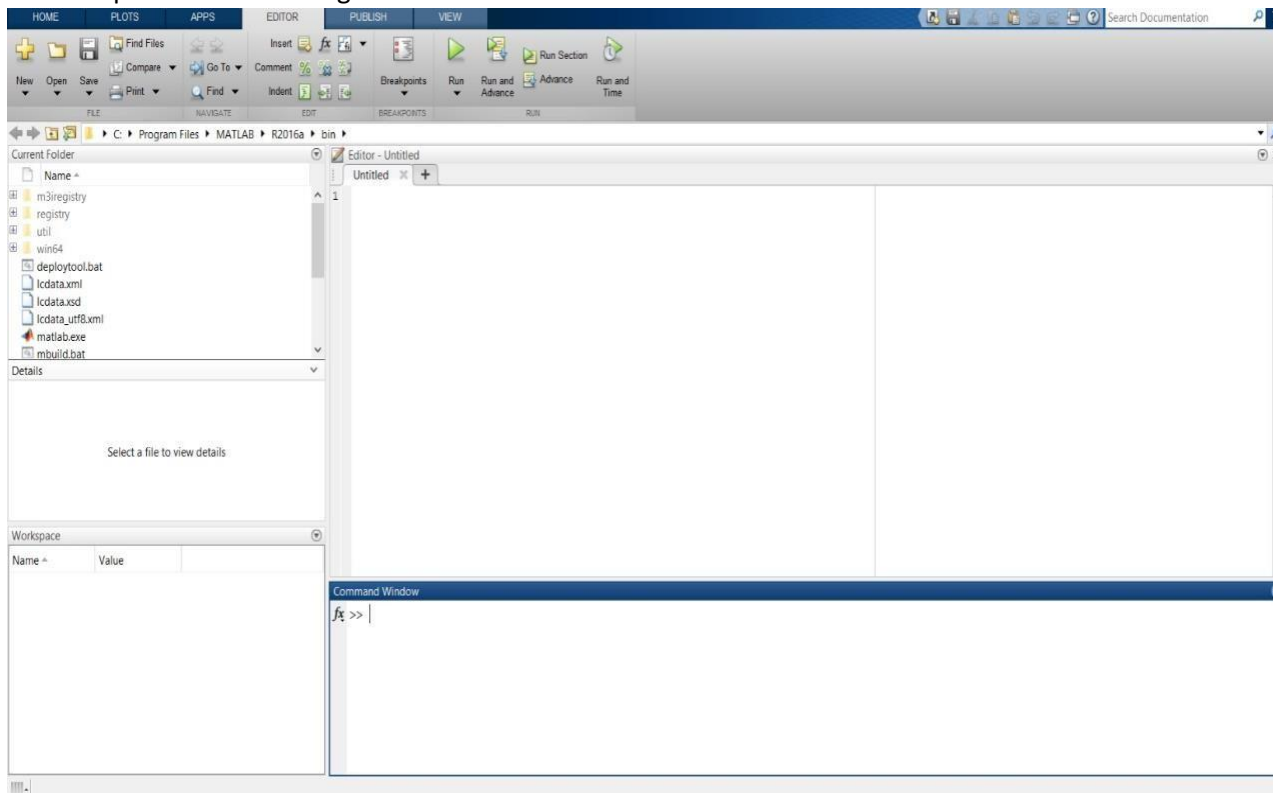 HOME PLOTS APPS EDITOR PUBLISH VIEW Search Documentation
New Open Save Find Files Compare Print Go To Find Insert fx Comment Indent Breakpoints Run Run and Advance Run Section Advance Run and Time
FILE NAVIGATE EDIT BREAKPOINTS RUN
C: Program Files MATLAB R2016a bin
Current Folder
Name
m3iregistry
registry
util
win64
deploytool.bat
lcdata.xml
lcdata.xsd
lcdata_utf8.xml
matlab.exe
mbuild.bat
Details
Select a file to view details
Workspace
Name Value
Editor - Untitled
Untitled
1
Command Window
fx >>